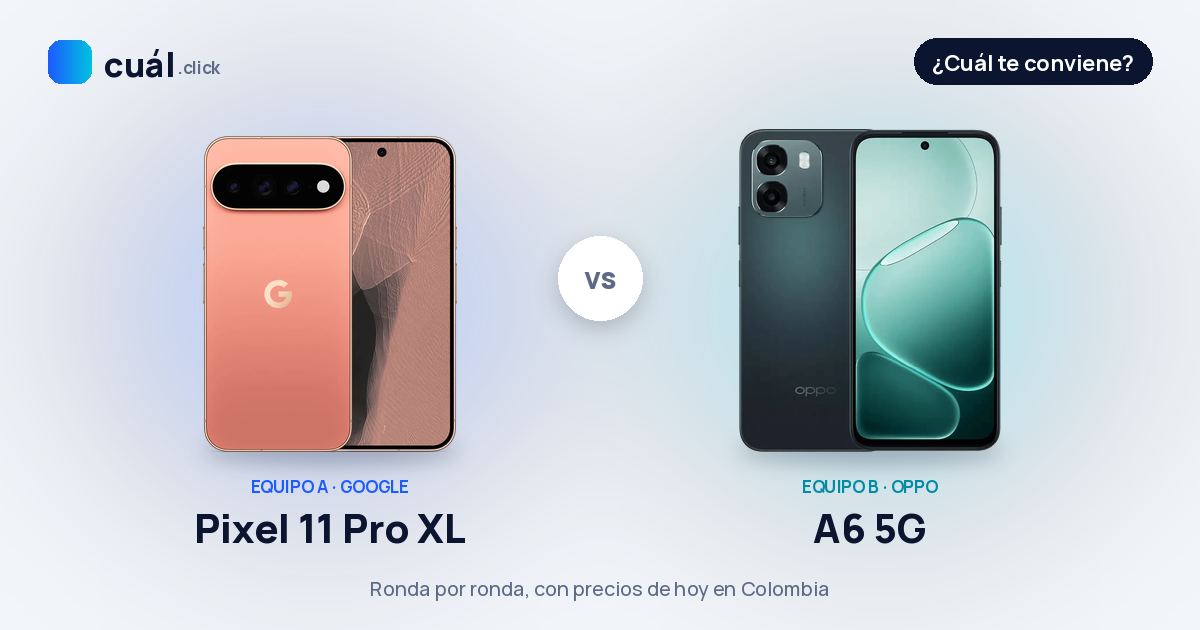 cuál.click
¿Cuál te conviene?
G
oppo
VS
EQUIPO A · GOOGLE
Pixel 11 Pro XL
EQUIPO B · OPPO
A6 5G
Ronda por ronda, con precios de hoy en Colombia